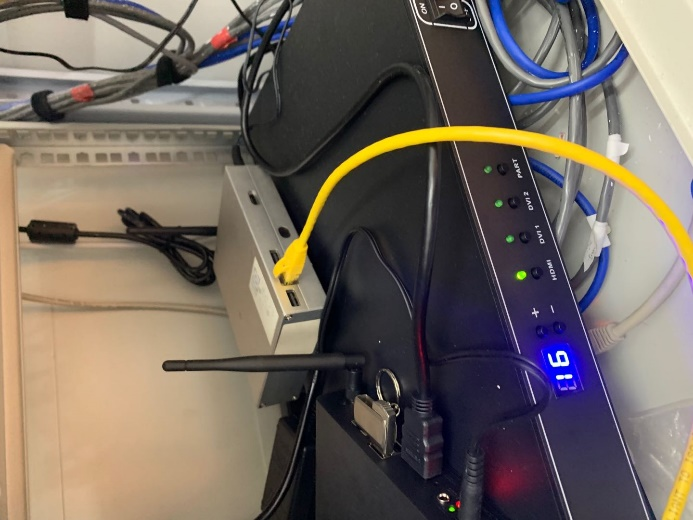 ON
PART
DVI 2
DVI 1
HDMI
+ -
16